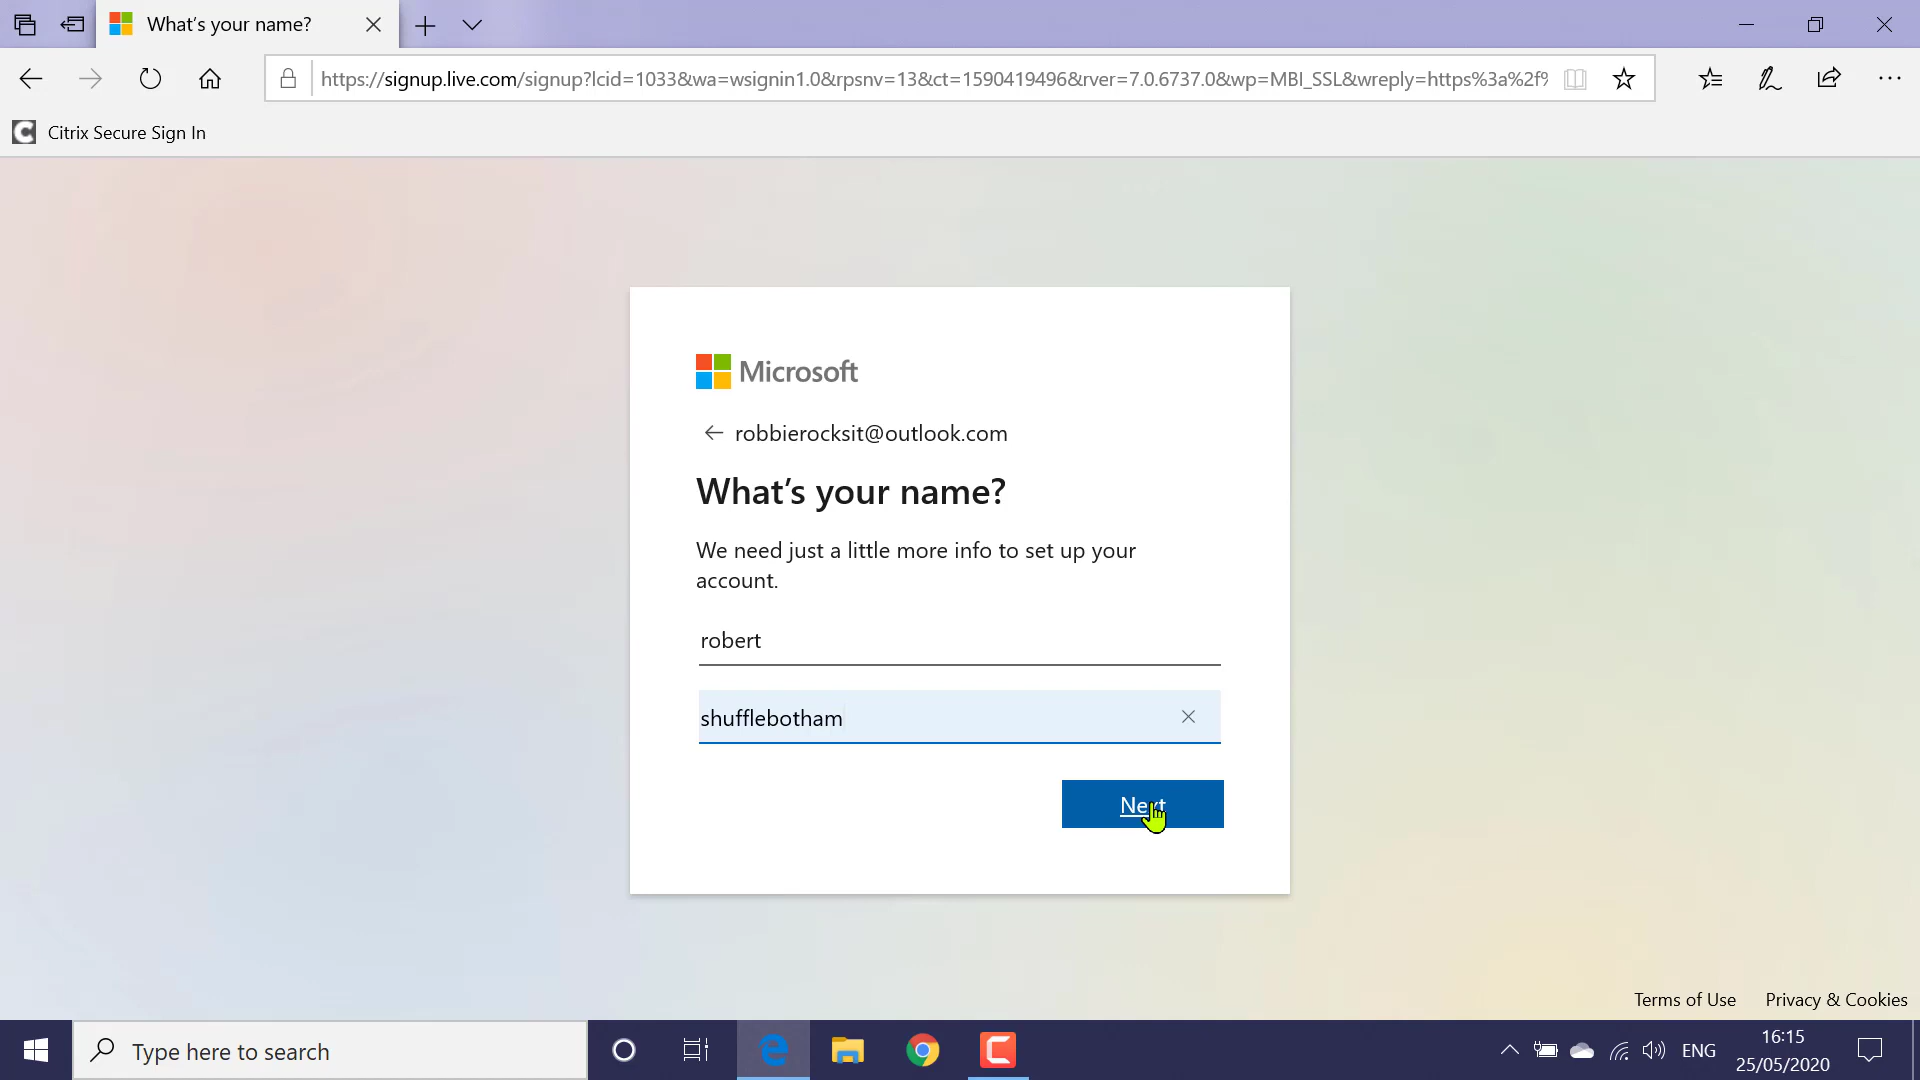 What's your name?
https://signup.live.com/signup?lcid=1033&wa=wsignin1.0&rpsnv=13&ct=1590419496&rver=7.0.6737.0&wp=MBI_SSL&wreply=https%3a%2f%
Citrix Secure Sign In
Microsoft
robbierocksit@outlook.com
What's your name?
We need just a little more info to set up your
account.
robert
shufflebotham
Next
Terms of Use Privacy & Cookies
Type here to search
ENG
16:15
25/05/2020